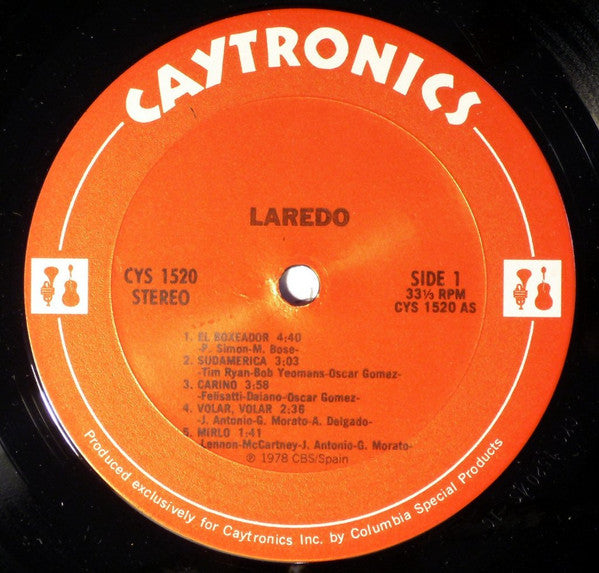 CAYTRONICS
LAREDO
CYS 1520
STEREO
SIDE 1
33⅓ RPM
CYS 1520 AS
1. EL BOXEADOR 4:40
-P. Simon-M. Bose-
2. SUDAMERICA 3:03
-Tim Ryan-Bob Yeomans-Oscar Gomez-
3. CARINO 3:58
-Felisatti-Daiano-Oscar Gomez-
4. VOLAR, VOLAR 2:36
-J. Antonio-G. Morato-A. Delgado-
5. MIRLO 1:41
-Lennon-McCartney-J. Antonio-G. Morato-
℗ 1978 CBS/Spain
Produced exclusively for Caytronics Inc. by Columbia Special Products